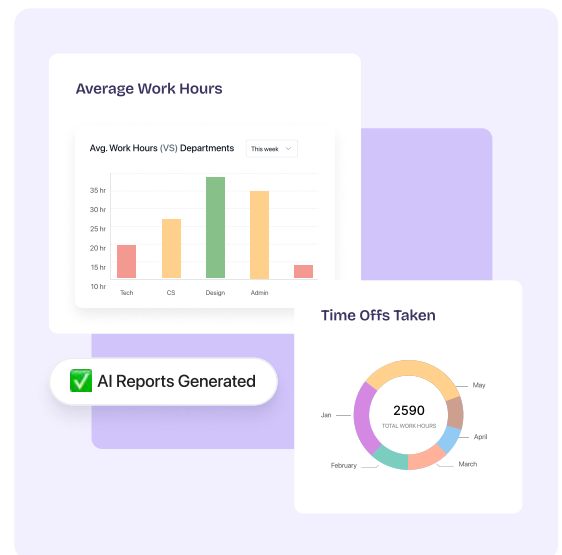 Average Work Hours
Avg. Work Hours (VS) Departments
This week
35 hr
30 hr
25 hr
20 hr
15 hr
10 hr
Tech
CS
Design
Admin
Time Offs Taken
✅ AI Reports Generated
May
2590
Jan
TOTAL WORK HOURS
April
February
March